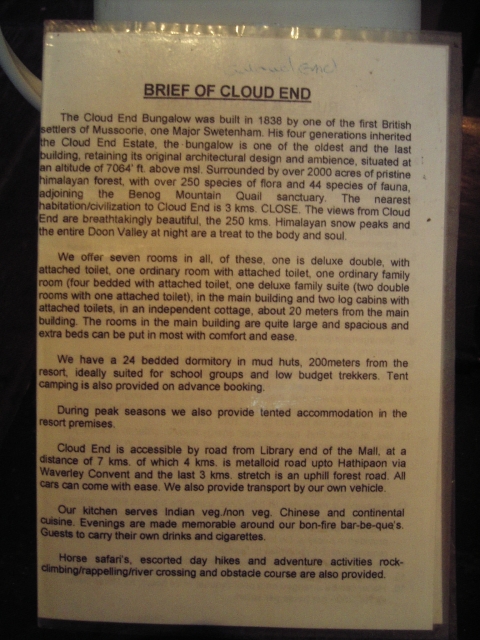 BRIEF OF CLOUD END
The Cloud End Bungalow was built in 1838 by one of the first British
settlers of Mussoorie, one Major Swetenham. His four generations inherited
the Cloud End Estate, the bungalow is one of the oldest and the last
building, retaining its original architectural design and ambience, situated at
an altitude of 7064' ft. above msl. Surrounded by over 2000 acres of pristine
himalayan forest, with over 250 species of flora and 44 species of fauna,
adjoining the Benog Mountain Quail sanctuary. The nearest
habitation/civilization to Cloud End is 3 kms. CLOSE. The views from Cloud
End are breathtakingly beautiful, the 250 kms. Himalayan snow peaks and
the entire Doon Valley at night are a treat to the body and soul.
We offer seven rooms in all, of these, one is deluxe double, with
attached toilet, one ordinary room with attached toilet, one ordinary family
room (four bedded with attached toilet, one deluxe family suite (two double
rooms with one attached toilet), in the main building and two log cabins with
attached toilets, in an independent cottage, about 20 meters from the main
building. The rooms in the main building are quite large and spacious and
extra beds can be put in most with comfort and ease.
We have a 24 bedded dormitory in mud huts, 200meters from the
resort, ideally suited for school groups and low budget trekkers. Tent
camping is also provided on advance booking.
During peak seasons we also provide tented accommodation in the
resort premises.
Cloud End is accessible by road from Library end of the Mall, at a
distance of 7 kms. of which 4 kms. is metalloid road upto Hathipaon via
Waverley Convent and the last 3 kms. stretch is an uphill forest road. All
cars can come with ease. We also provide transport by our own vehicle.
Our kitchen serves Indian veg./non veg. Chinese and continental
cuisine. Evenings are made memorable around our bon-fire bar-be-que's.
Guests to carry their own drinks and cigarettes.
Horse safari's, escorted day hikes and adventure activities rock-
climbing/rappelling/river crossing and obstacle course are also provided.